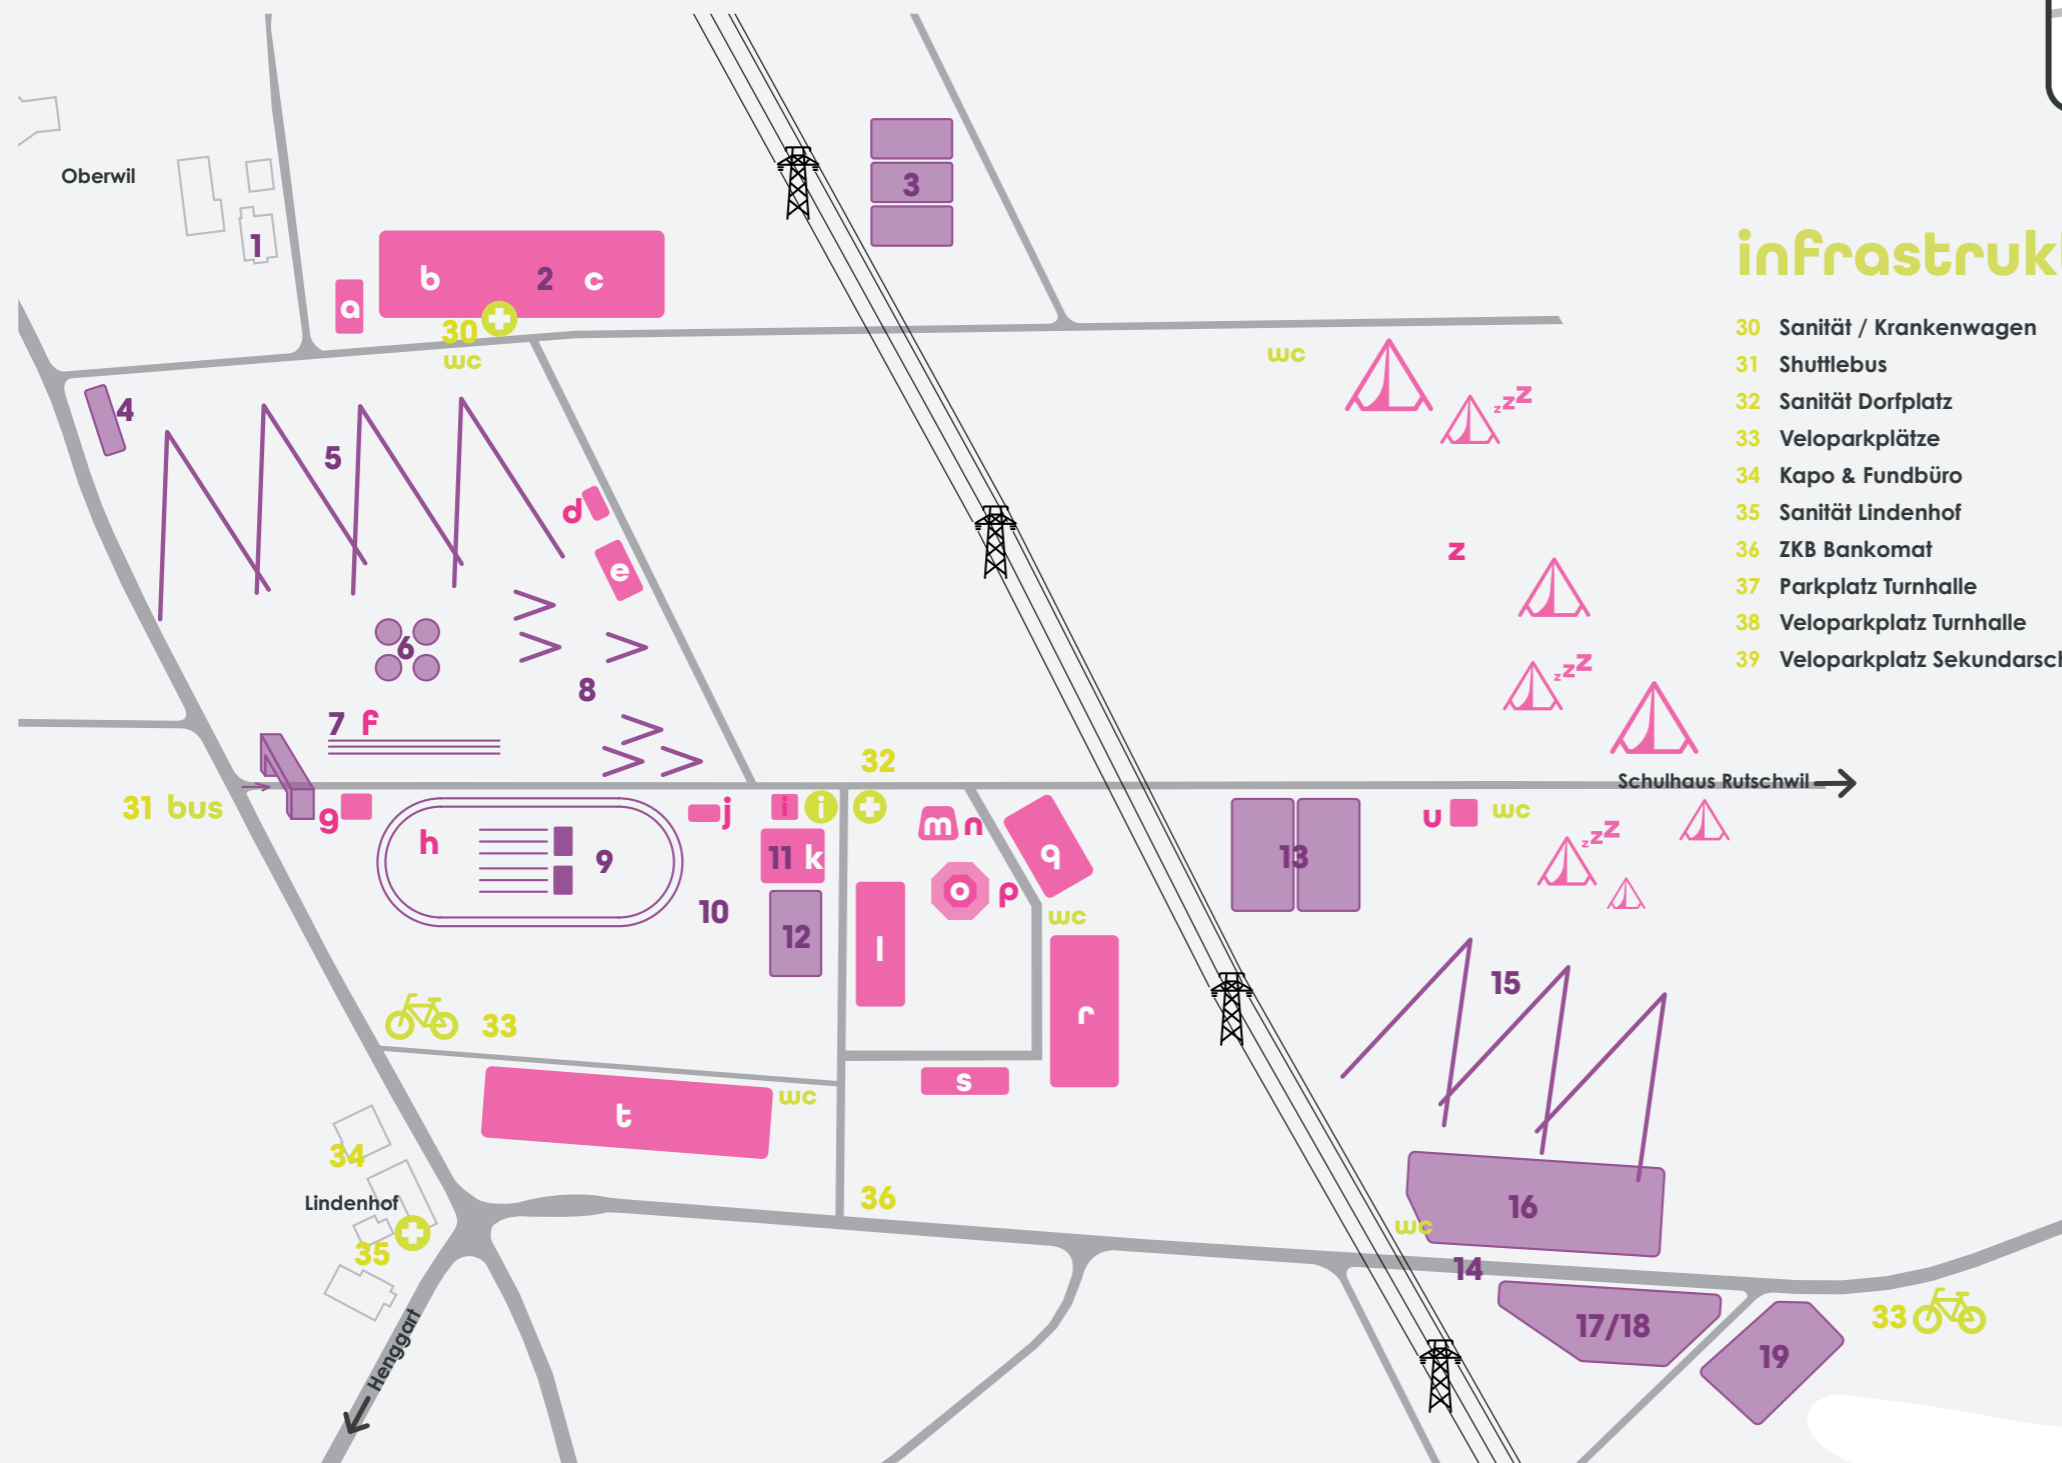 Oberwil
1
a
b
2
c
30
wc
3
wc
zzz
4
5
d
e
6
7 f
8
z
zzz
31 bus
g
h
9
j
i
i
32
11 k
10
12
m n
o
p
q
wc
l
r
s
33
t
wc
13
u
wc
Schulhaus Rutschwil
zzz
15
16
wc
14
17/18
19
33
34
Lindenhof
35
36
Henggart
infrastruk
30 Sanität / Krankenwagen
31 Shuttlebus
32 Sanität Dorfplatz
33 Veloparkplätze
34 Kapo & Fundbüro
35 Sanität Lindenhof
36 ZKB Bankomat
37 Parkplatz Turnhalle
38 Veloparkplatz Turnhalle
39 Veloparkplatz Sekundarsch